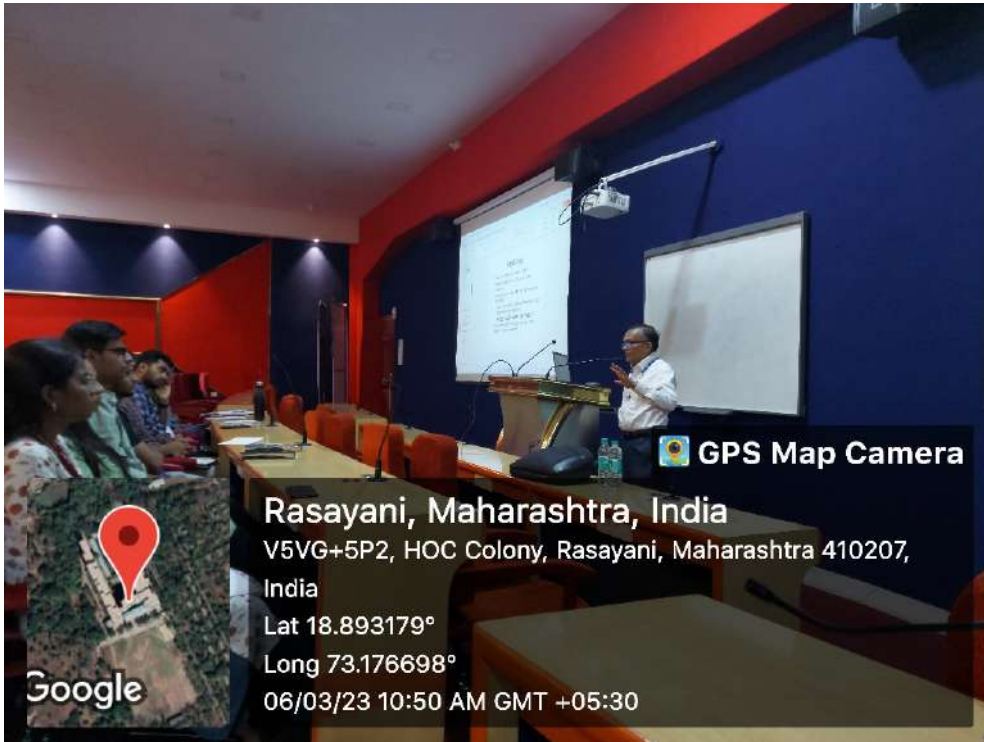 GPS Map Camera
Rasayani, Maharashtra, India
V5VG+5P2, HOC Colony, Rasayani, Maharashtra 410207,
India
Lat 18.893179°
Long 73.176698°
06/03/23 10:50 AM GMT +05:30
Google